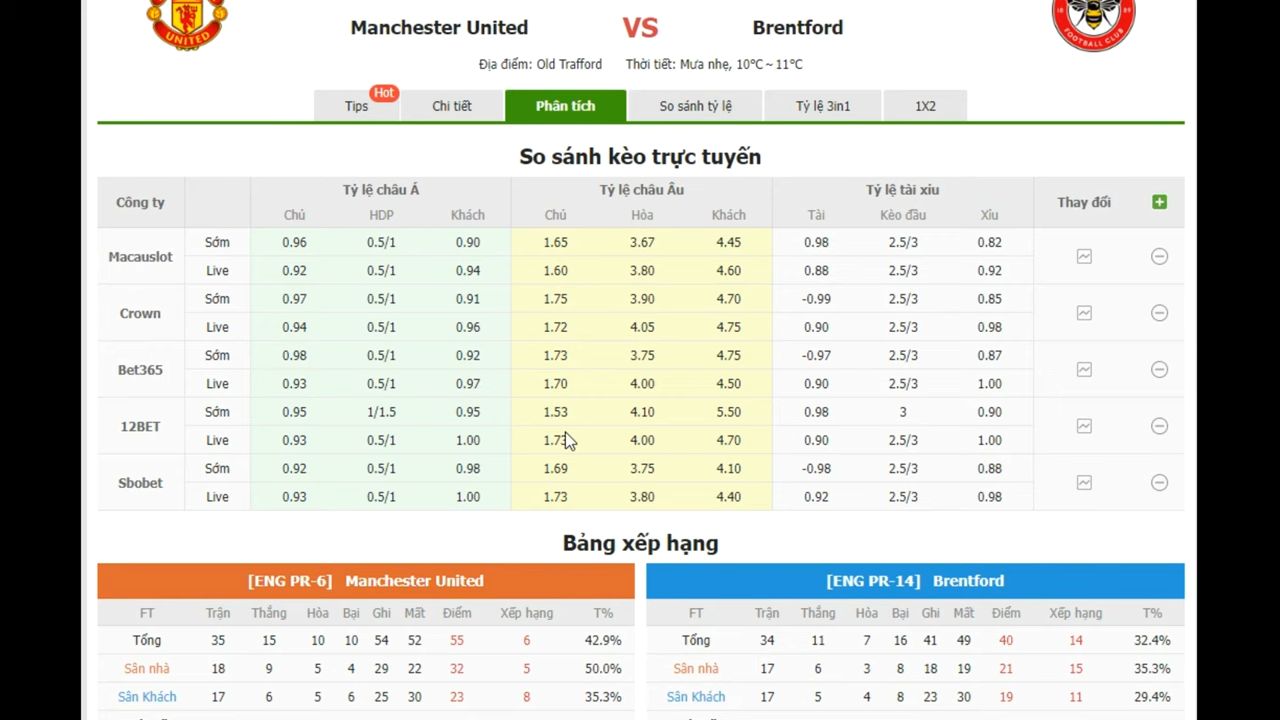 UNITED
Manchester United VS Brentford
FOOTBALL CLUB
Địa điểm: Old Trafford Thời tiết: Mưa nhẹ, 10℃～11℃
Hot
Tips Chi tiết Phân tích So sánh tỷ lệ Tỷ lệ 3in1 1X2
So sánh kèo trực tuyến
Công ty Tỷ lệ châu Á Tỷ lệ châu Âu Tỷ lệ tài xỉu Thay đổi
Chủ HDP Khách Chủ Hòa Khách Tài Kèo đầu Xỉu
Macauslot Sớm 0.96 0.5/1 0.90 1.65 3.67 4.45 0.98 2.5/3 0.82
Live 0.92 0.5/1 0.94 1.60 3.80 4.60 0.88 2.5/3 0.92
Crown Sớm 0.97 0.5/1 0.91 1.75 3.90 4.70 -0.99 2.5/3 0.85
Live 0.94 0.5/1 0.96 1.72 4.05 4.75 0.90 2.5/3 0.98
Bet365 Sớm 0.98 0.5/1 0.92 1.73 3.75 4.75 -0.97 2.5/3 0.87
Live 0.93 0.5/1 0.97 1.70 4.00 4.50 0.90 2.5/3 1.00
12BET Sớm 0.95 1/1.5 0.95 1.53 4.10 5.50 0.98 3 0.90
Live 0.93 0.5/1 1.00 1.73 4.00 4.70 0.90 2.5/3 1.00
Sbobet Sớm 0.92 0.5/1 0.98 1.69 3.75 4.10 -0.98 2.5/3 0.88
Live 0.93 0.5/1 1.00 1.73 3.80 4.40 0.92 2.5/3 0.98
Bảng xếp hạng
[ENG PR-6] Manchester United
FT Trận Thắng Hòa Bại Ghi Mất Điểm Xếp hạng T%
Tổng 35 15 10 10 54 52 55 6 42.9%
Sân nhà 18 9 5 4 29 22 32 5 50.0%
Sân Khách 17 6 5 6 25 30 23 8 35.3%
[ENG PR-14] Brentford
FT Trận Thắng Hòa Bại Ghi Mất Điểm Xếp hạng T%
Tổng 34 11 7 16 41 49 40 14 32.4%
Sân nhà 17 6 3 8 18 19 21 15 35.3%
Sân Khách 17 5 4 8 23 30 19 11 29.4%